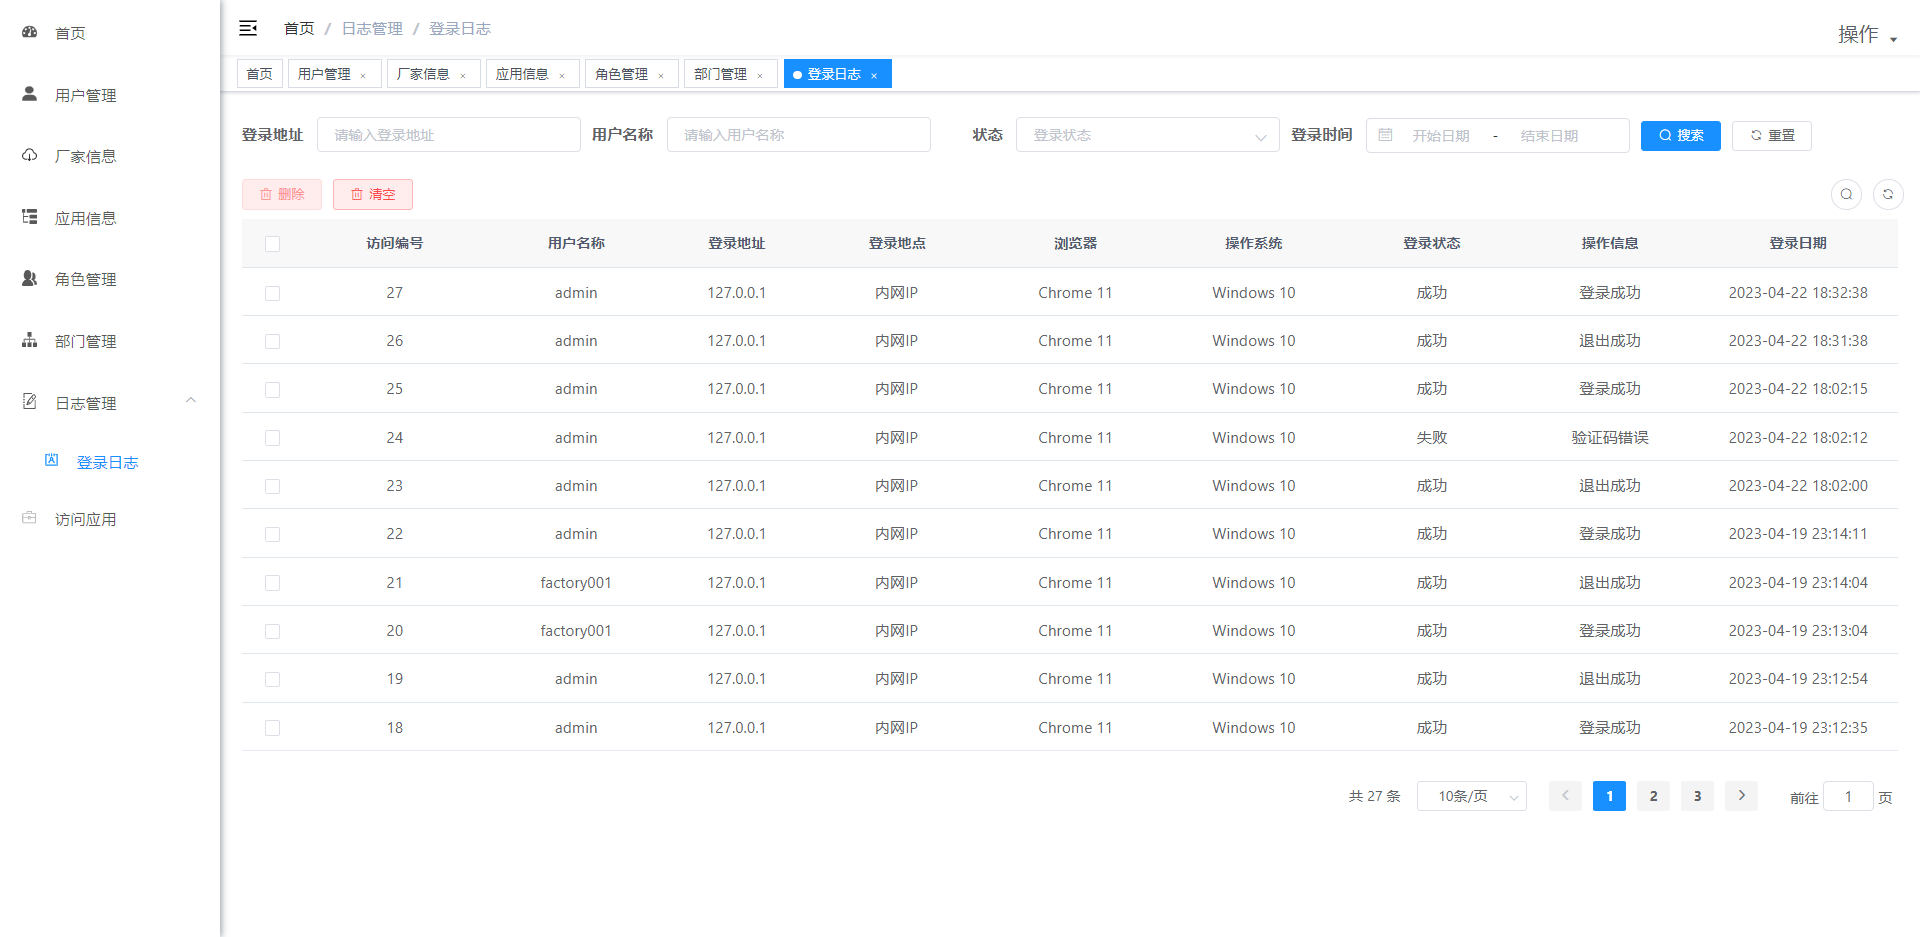 首页
用户管理
厂家信息
应用信息
角色管理
部门管理
日志管理
登录日志
访问应用
首页 / 日志管理 / 登录日志
操作
首页 用户管理 × 厂家信息 × 应用信息 × 角色管理 × 部门管理 × 登录日志 ×
登录地址 请输入登录地址 用户名称 请输入用户名称 状态 登录状态 登录时间 开始日期 - 结束日期 搜索 重置
删除 清空
访问编号 用户名称 登录地址 登录地点 浏览器 操作系统 登录状态 操作信息 登录日期
27 admin 127.0.0.1 内网IP Chrome 11 Windows 10 成功 登录成功 2023-04-22 18:32:38
26 admin 127.0.0.1 内网IP Chrome 11 Windows 10 成功 退出成功 2023-04-22 18:31:38
25 admin 127.0.0.1 内网IP Chrome 11 Windows 10 成功 登录成功 2023-04-22 18:02:15
24 admin 127.0.0.1 内网IP Chrome 11 Windows 10 失败 验证码错误 2023-04-22 18:02:12
23 admin 127.0.0.1 内网IP Chrome 11 Windows 10 成功 退出成功 2023-04-22 18:02:00
22 admin 127.0.0.1 内网IP Chrome 11 Windows 10 成功 登录成功 2023-04-19 23:14:11
21 factory001 127.0.0.1 内网IP Chrome 11 Windows 10 成功 退出成功 2023-04-19 23:14:04
20 factory001 127.0.0.1 内网IP Chrome 11 Windows 10 成功 登录成功 2023-04-19 23:13:04
19 admin 127.0.0.1 内网IP Chrome 11 Windows 10 成功 退出成功 2023-04-19 23:12:54
18 admin 127.0.0.1 内网IP Chrome 11 Windows 10 成功 登录成功 2023-04-19 23:12:35
共 27 条 10条/页 1 2 3 前往 1 页